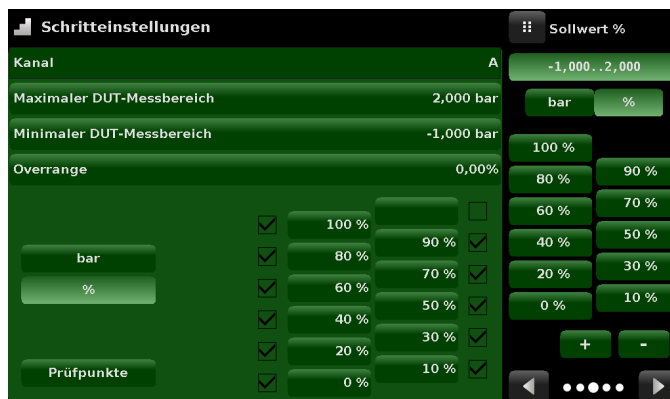 Schritteinstellungen
Kanal A
Maximaler DUT-Messbereich 2,000 bar
Minimaler DUT-Messbereich -1,000 bar
Overrange 0,00%
100 %
90 %
bar 80 %
70 %
% 60 %
50 %
40 %
30 %
20 %
10 %
Prüfpunkte 0 %
Sollwert %
-1,000..2,000
bar %
100 %
90 %
80 %
70 %
60 %
50 %
40 %
30 %
20 %
10 %
0 %
+ -